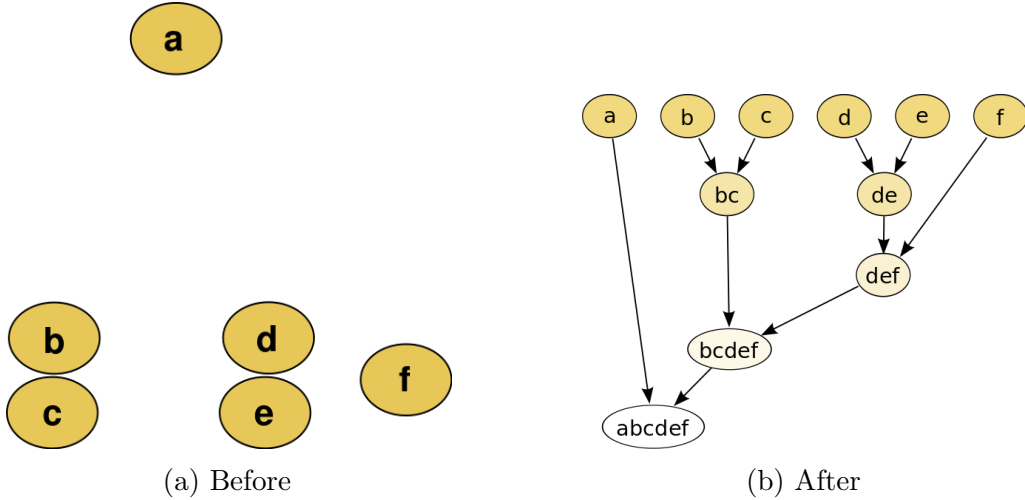 a
b
c
d
e
f
(a) Before
a b c d e f
bc de
def
bcdef
abcdef
(b) After